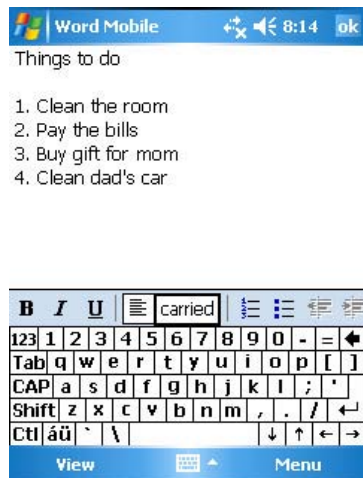 Word Mobile 8:14 ok
Things to do
1. Clean the room
2. Pay the bills
3. Buy gift for mom
4. Clean dad's car
B I U carried
123 1 2 3 4 5 6 7 8 9 0 - =
Tab q w e r t y u i o p [ ]
CAP a s d f g h j k l ; '
Shift z x c v b n m , . /
Ctl áü ` \
View Menu